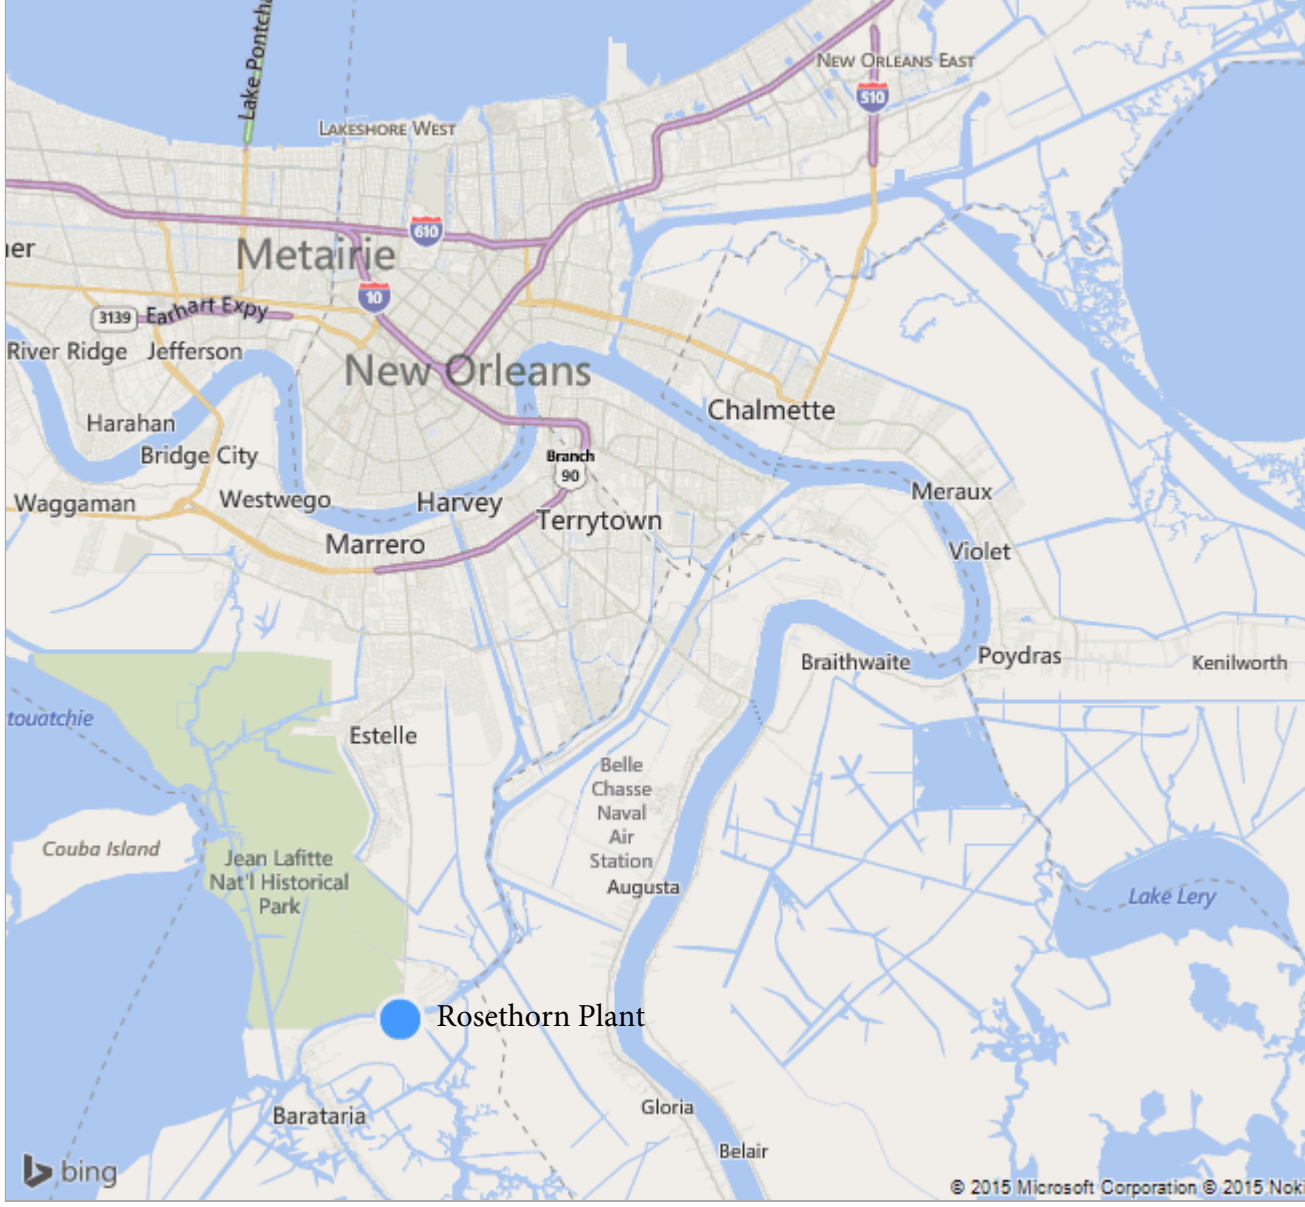 Lake Pontcha
NEW ORLEANS EAST
510
LAKESHORE WEST
610
Metairie
ner
10
3139
Earhart Expy
River Ridge
Jefferson
New Orleans
Chalmette
Harahan
Bridge City
Branch
90
Waggaman
Westwego
Harvey
Terrytown
Meraux
Marrero
Violet
Braithwaite
Poydras
Kenilworth
touatchie
Estelle
Belle
Chasse
Naval
Air
Station
Augusta
Couba Island
Jean Lafitte
Nat'l Historical
Park
Lake Lery
Rosethorn Plant
Barataria
Gloria
Belair
bing
© 2015 Microsoft Corporation © 2015 Noki